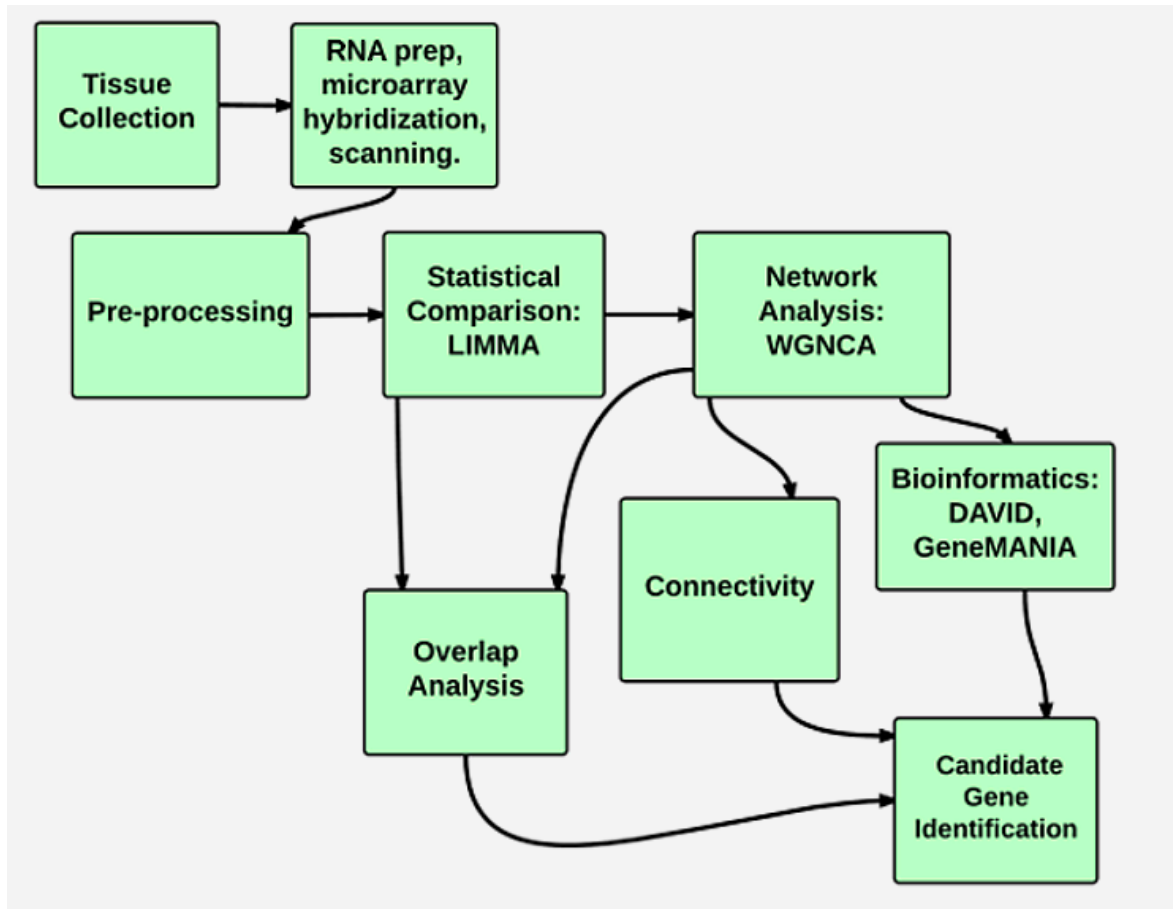 Tissue
Collection
RNA prep,
microarray
hybridization,
scanning.
Pre-processing
Statistical
Comparison:
LIMMA
Network
Analysis:
WGNCA
Bioinformatics:
DAVID,
GeneMANIA
Connectivity
Overlap
Analysis
Candidate
Gene
Identification